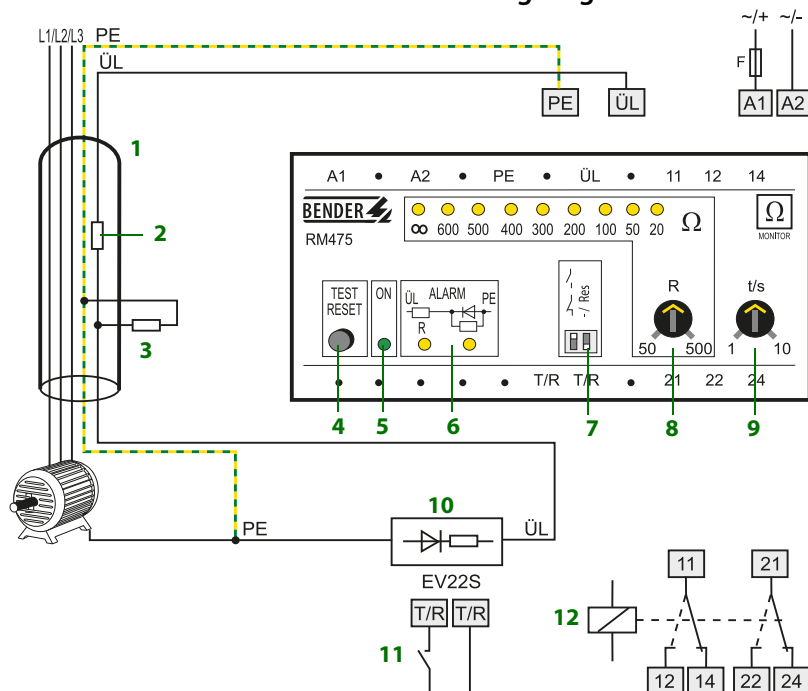 ~/+ ~/-
L1/L2/L3 PE
ÜL
F
PE ÜL A1 A2
1
A1 • A2 • PE • ÜL • 11 12 14
BENDER
RM475
∞ 600 500 400 300 200 100 50 20 Ω
Ω
MONITOR
2
TEST
RESET
ON
ALARM
ÜL PE
R
-/ Res
R
50 500
t/s
1 10
3
• • • • • T/R T/R • 21 22 24
4 5 6 7 8 9
10
PE
ÜL
EV22S
T/R T/R
11
12
11 21
12 14 22 24